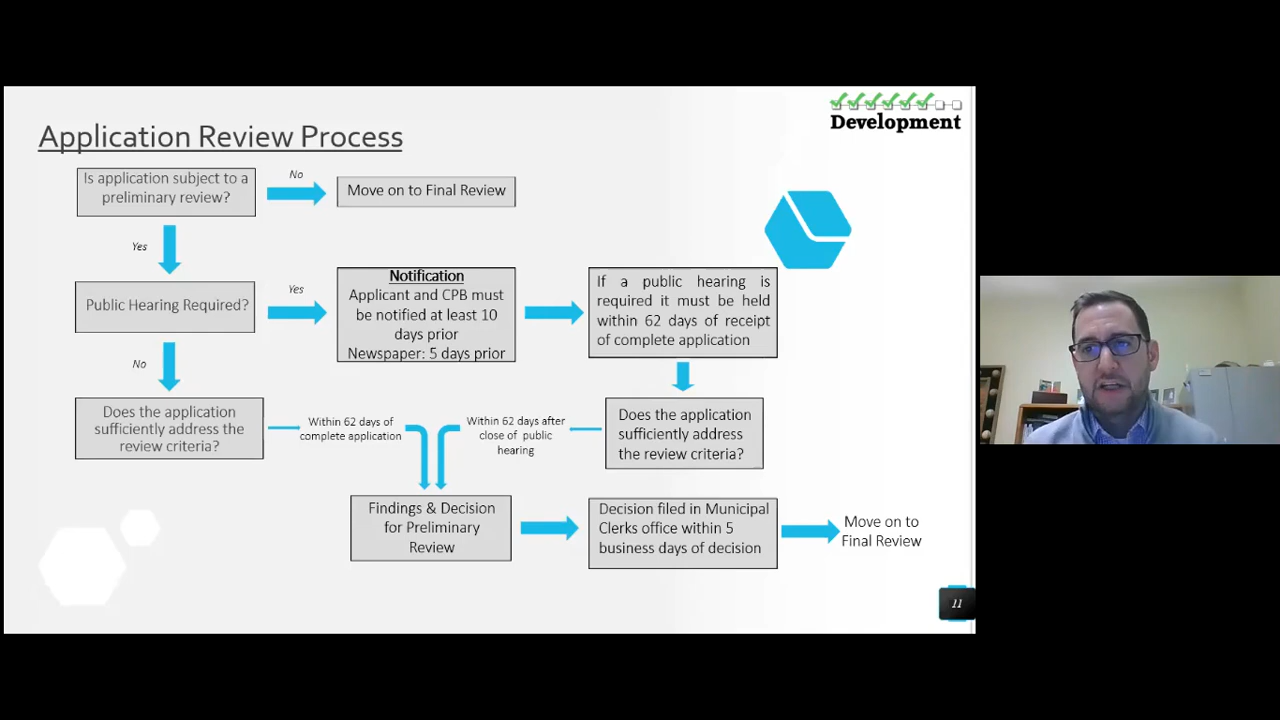 Development
Application Review Process
Is application subject to a
preliminary review?
No
Move on to Final Review
Yes
Public Hearing Required?
Yes
Notification
Applicant and CPB must
be notified at least 10
days prior
Newspaper: 5 days prior
If a public hearing is
required it must be held
within 62 days of receipt
of complete application
No
Does the application
sufficiently address the
review criteria?
Within 62 days of
complete application
Within 62 days after
close of public
hearing
Does the application
sufficiently address
the review criteria?
Findings & Decision
for Preliminary
Review
Decision filed in Municipal
Clerks office within 5
business days of decision
Move on to
Final Review
11